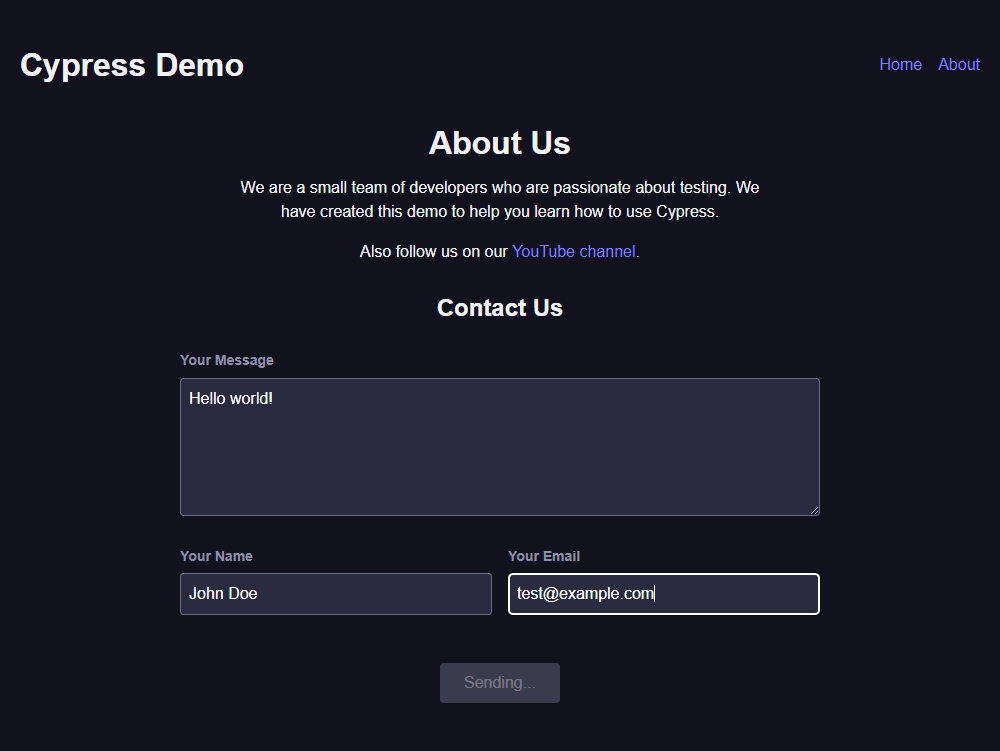 Cypress Demo
Home About
About Us
We are a small team of developers who are passionate about testing. We
have created this demo to help you learn how to use Cypress.
Also follow us on our YouTube channel.
Contact Us
Your Message
Hello world!
Your Name
Your Email
John Doe
test@example.com
Sending...